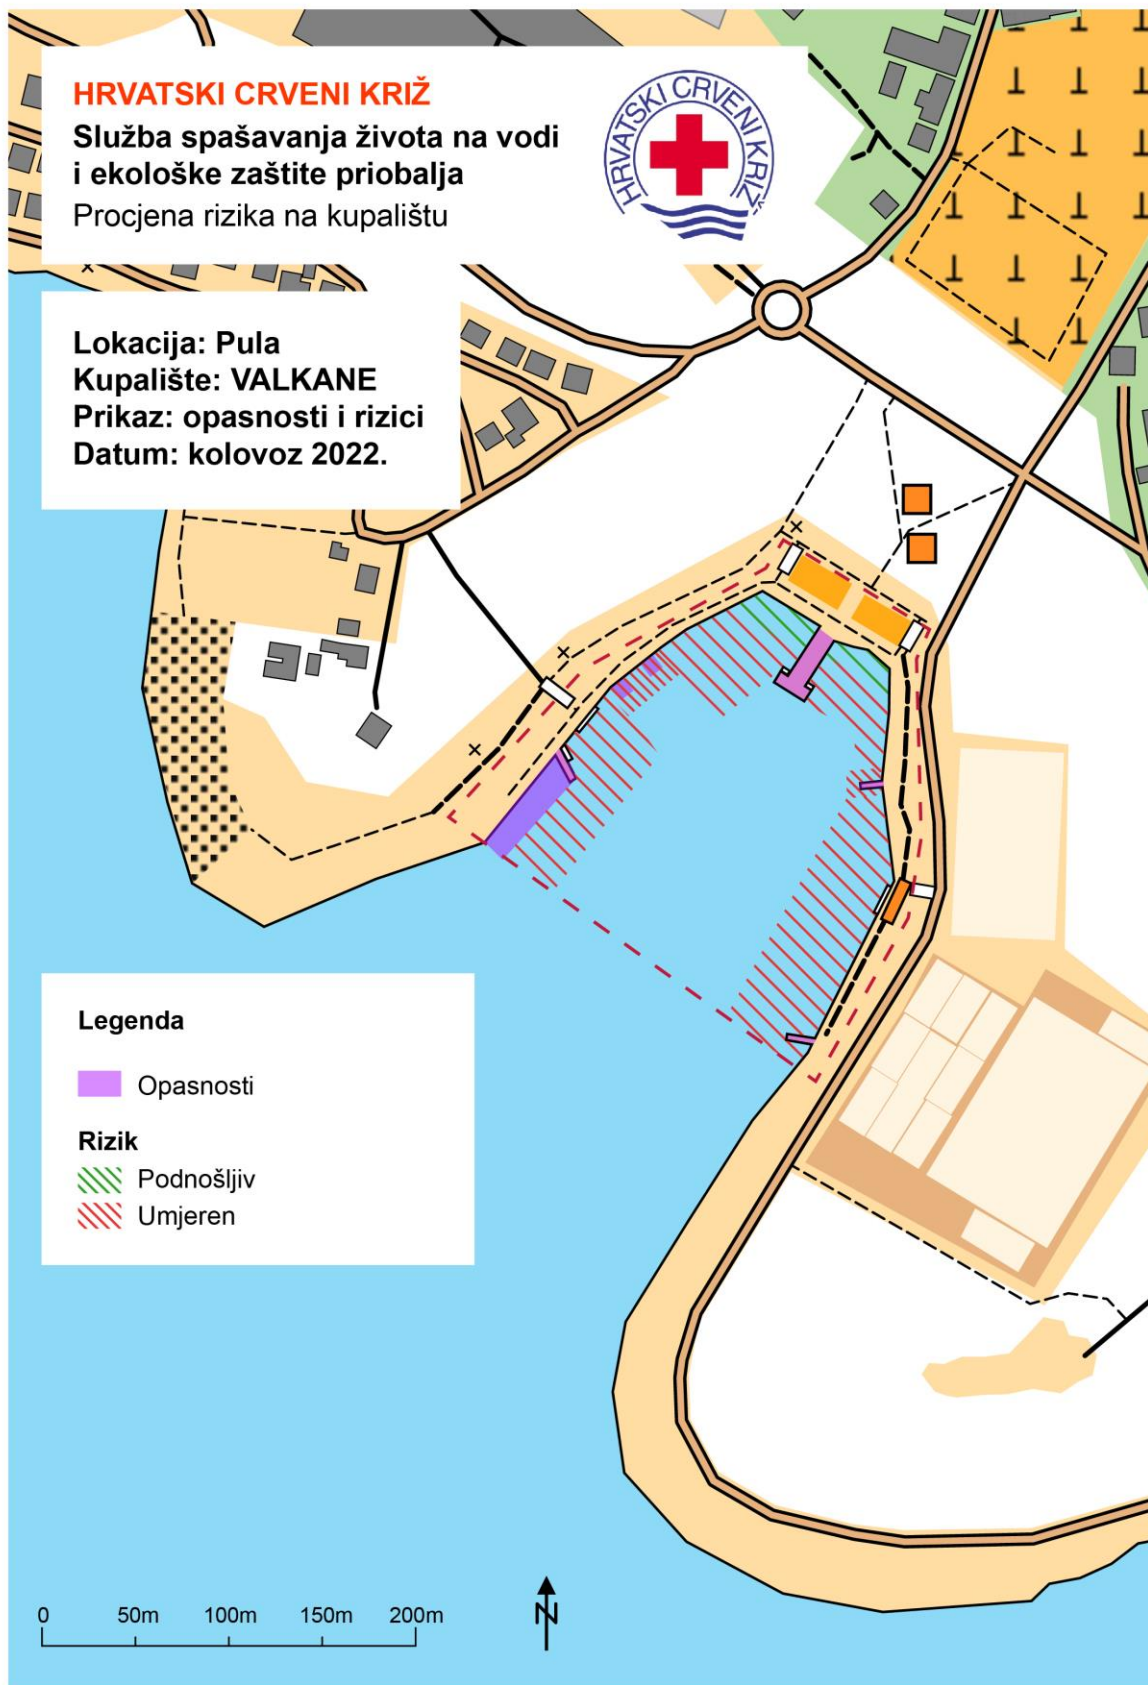 HRVATSKI CRVENI KRIŽ
Služba spašavanja života na vodi
i ekološke zaštite priobalja
Procjena rizika na kupalištu
HRVATSKI CRVENI KRIŽ
Lokacija: Pula
Kupalište: VALKANE
Prikaz: opasnosti i rizici
Datum: kolovoz 2022.
Legenda
Opasnosti
Rizik
Podnošljiv
Umjeren
0 50m 100m 150m 200m
N